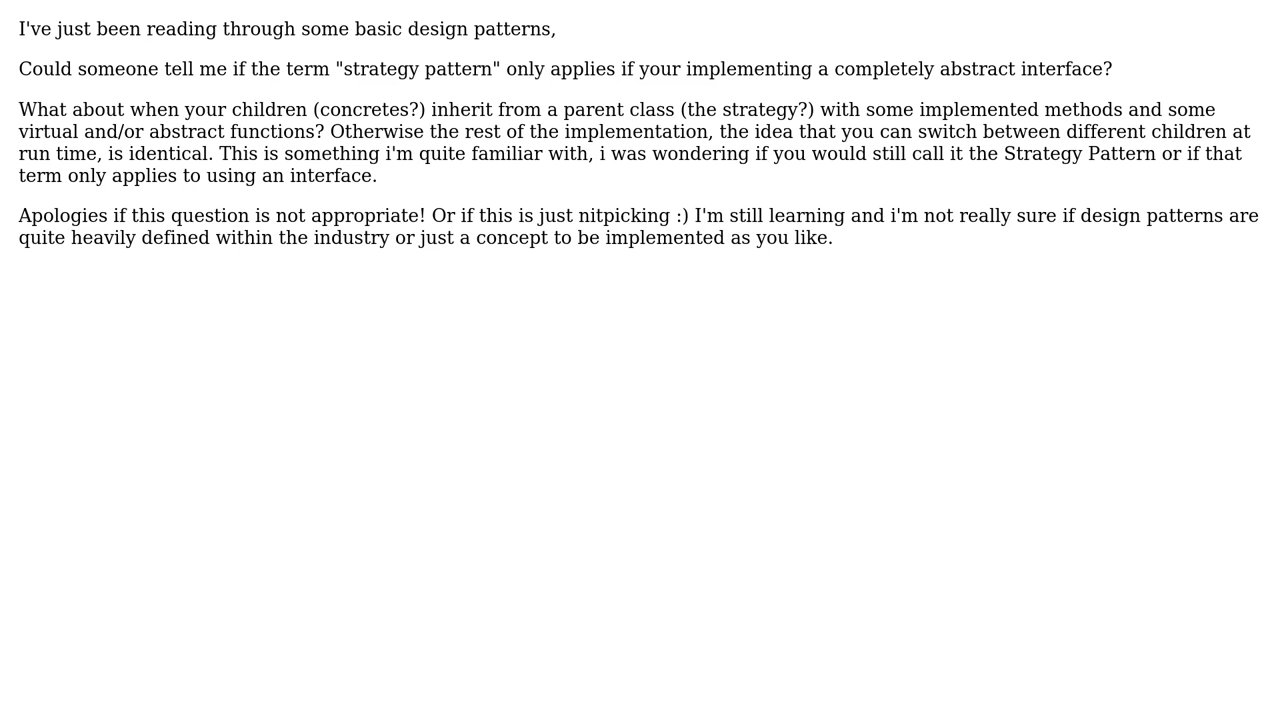 I've just been reading through some basic design patterns,
Could someone tell me if the term "strategy pattern" only applies if your implementing a completely abstract interface?
What about when your children (concretes?) inherit from a parent class (the strategy?) with some implemented methods and some
virtual and/or abstract functions? Otherwise the rest of the implementation, the idea that you can switch between different children at
run time, is identical. This is something i'm quite familiar with, i was wondering if you would still call it the Strategy Pattern or if that
term only applies to using an interface.
Apologies if this question is not appropriate! Or if this is just nitpicking :) I'm still learning and i'm not really sure if design patterns are
quite heavily defined within the industry or just a concept to be implemented as you like.